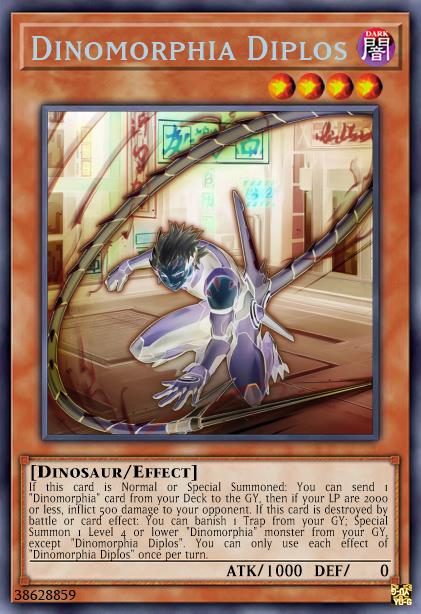 DINOMORPHIA DIPLOS
DARK
闇
[DINOSAUR/EFFECT]
If this card is Normal or Special Summoned: You can send 1
"Dinomorphia" card from your Deck to the GY, then if your LP are 2000
or less, inflict 500 damage to your opponent. If this card is destroyed by
battle or card effect: You can banish 1 Trap from your GY; Special
Summon 1 Level 4 or lower "Dinomorphia" monster from your GY,
except "Dinomorphia Diplos". You can only use each effect of
"Dinomorphia Diplos" once per turn.
ATK/1000 DEF/ 0
38628859